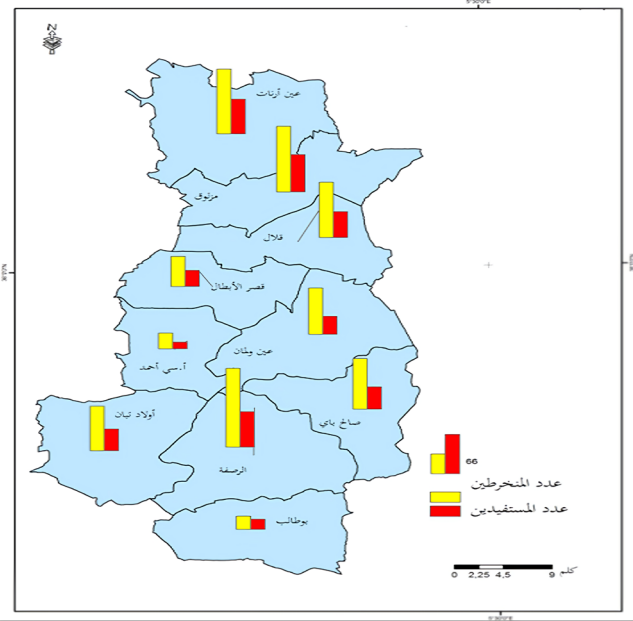 N
عين أرنات
مزلوق
قلال
قصر الأبطال
عين وطان
أ.سي أحمد
أولاد تبان
صالح باي
الرصفة
بوطالب
66
عدد المنخرطين
عدد المستفيدين
0 2,25 4,5 9 كلم